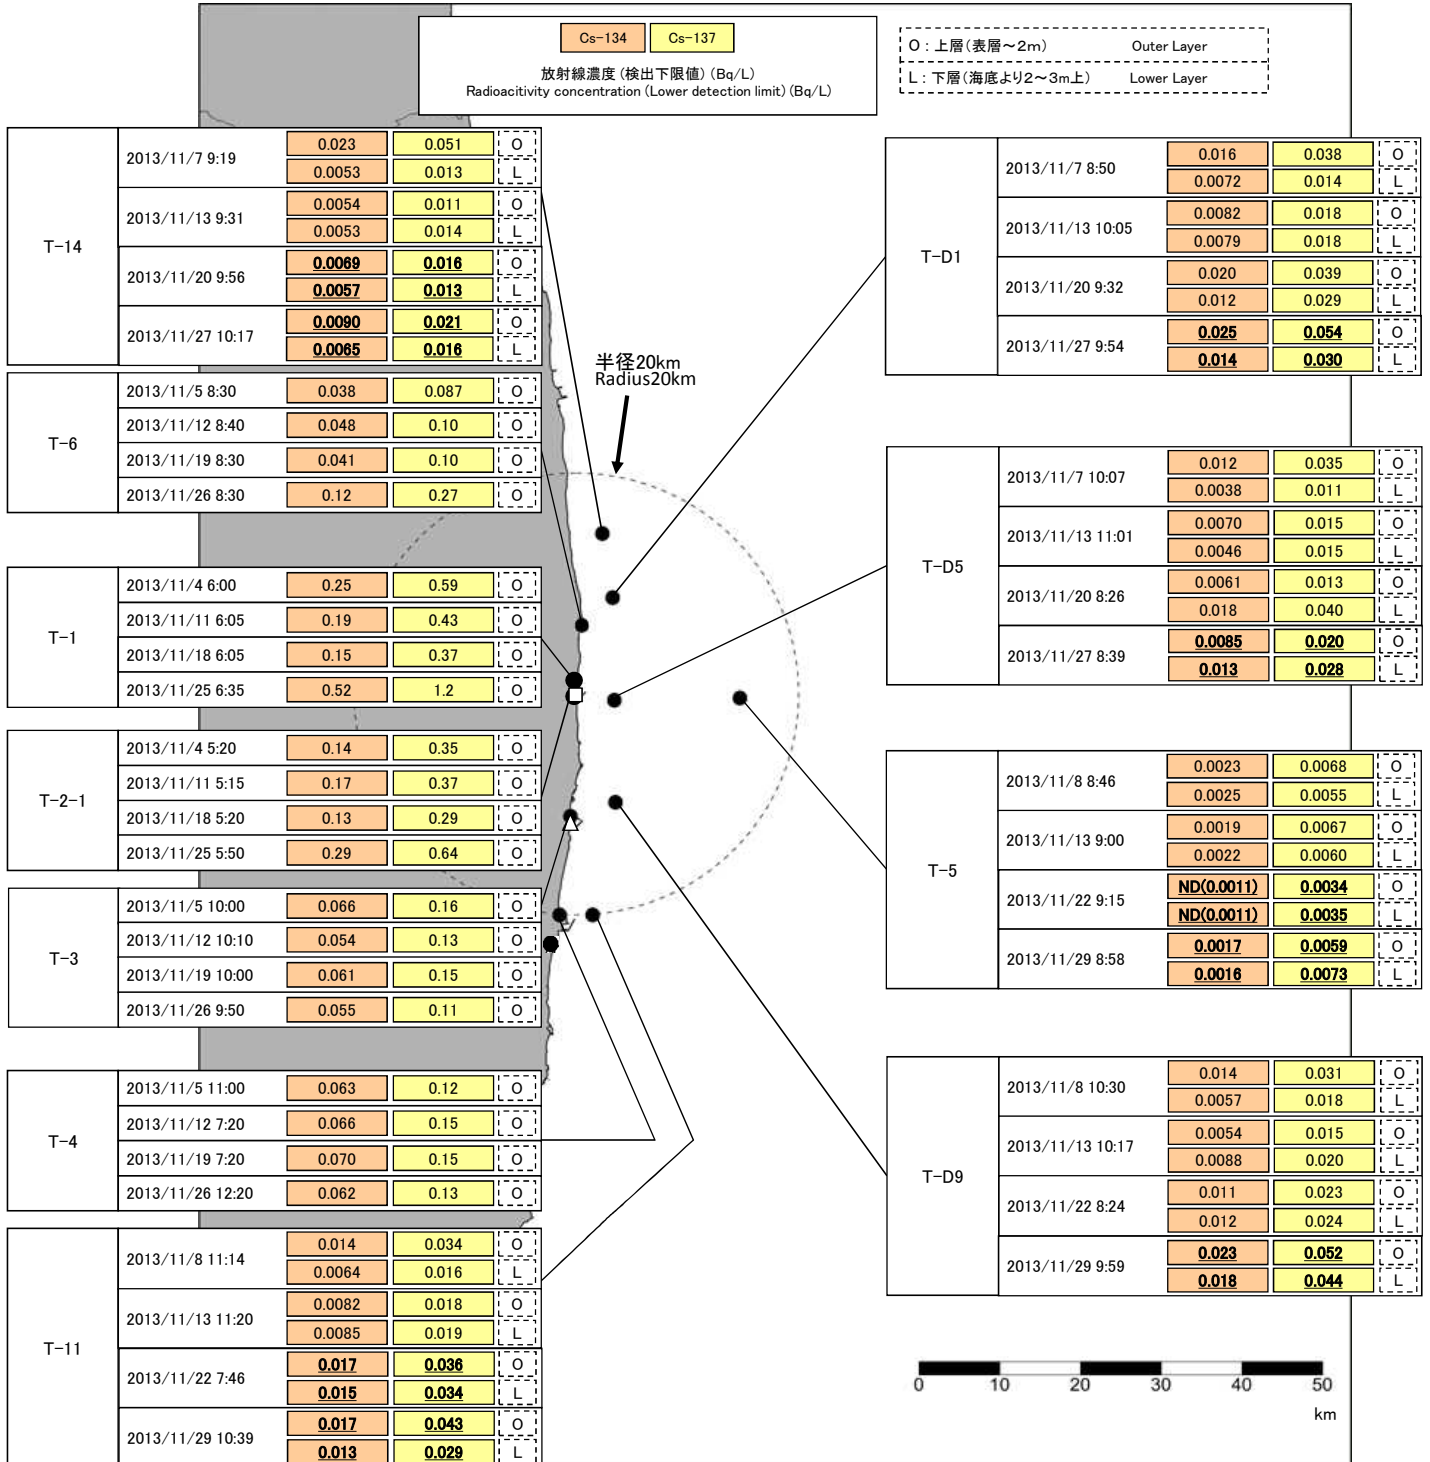 Cs-134 Cs-137
放射線濃度(検出下限値)(Bq/L)
Radioacitivity concentration(Lower detection limit)(Bq/L)
O：上層(表層～2m) Outer Layer
L：下層(海底より2～3m上) Lower Layer
T-14
2013/11/7 9:19 0.023 0.051 O
0.0053 0.013 L
2013/11/13 9:31 0.0054 0.011 O
0.0053 0.014 L
2013/11/20 9:56 0.0069 0.016 O
0.0057 0.013 L
2013/11/27 10:17 0.0090 0.021 O
0.0065 0.016 L
T-6
2013/11/5 8:30 0.038 0.087 O
2013/11/12 8:40 0.048 0.10 O
2013/11/19 8:30 0.041 0.10 O
2013/11/26 8:30 0.12 0.27 O
T-1
2013/11/4 6:00 0.25 0.59 O
2013/11/11 6:05 0.19 0.43 O
2013/11/18 6:05 0.15 0.37 O
2013/11/25 6:35 0.52 1.2 O
T-2-1
2013/11/4 5:20 0.14 0.35 O
2013/11/11 5:15 0.17 0.37 O
2013/11/18 5:20 0.13 0.29 O
2013/11/25 5:50 0.29 0.64 O
T-3
2013/11/5 10:00 0.066 0.16 O
2013/11/12 10:10 0.054 0.13 O
2013/11/19 10:00 0.061 0.15 O
2013/11/26 9:50 0.055 0.11 O
T-4
2013/11/5 11:00 0.063 0.12 O
2013/11/12 7:20 0.066 0.15 O
2013/11/19 7:20 0.070 0.15 O
2013/11/26 12:20 0.062 0.13 O
T-11
2013/11/8 11:14 0.014 0.034 O
0.0064 0.016 L
2013/11/13 11:20 0.0082 0.018 O
0.0085 0.019 L
2013/11/22 7:46 0.017 0.036 O
0.015 0.034 L
2013/11/29 10:39 0.017 0.043 O
0.013 0.029 L
半径20km
Radius20km
T-D1
2013/11/7 8:50 0.016 0.038 O
0.0072 0.014 L
2013/11/13 10:05 0.0082 0.018 O
0.0079 0.018 L
2013/11/20 9:32 0.020 0.039 O
0.012 0.029 L
2013/11/27 9:54 0.025 0.054 O
0.014 0.030 L
T-D5
2013/11/7 10:07 0.012 0.035 O
0.0038 0.011 L
2013/11/13 11:01 0.0070 0.015 O
0.0046 0.015 L
2013/11/20 8:26 0.0061 0.013 O
0.018 0.040 L
2013/11/27 8:39 0.0085 0.020 O
0.013 0.028 L
T-5
2013/11/8 8:46 0.0023 0.0068 O
0.0025 0.0055 L
2013/11/13 9:00 0.0019 0.0067 O
0.0022 0.0060 L
2013/11/22 9:15 ND(0.0011) 0.0034 O
ND(0.0011) 0.0035 L
2013/11/29 8:58 0.0017 0.0059 O
0.0016 0.0073 L
T-D9
2013/11/8 10:30 0.014 0.031 O
0.0057 0.018 L
2013/11/13 10:17 0.0054 0.015 O
0.0088 0.020 L
2013/11/22 8:24 0.011 0.023 O
0.012 0.024 L
2013/11/29 9:59 0.023 0.052 O
0.018 0.044 L
0 10 20 30 40 50
km